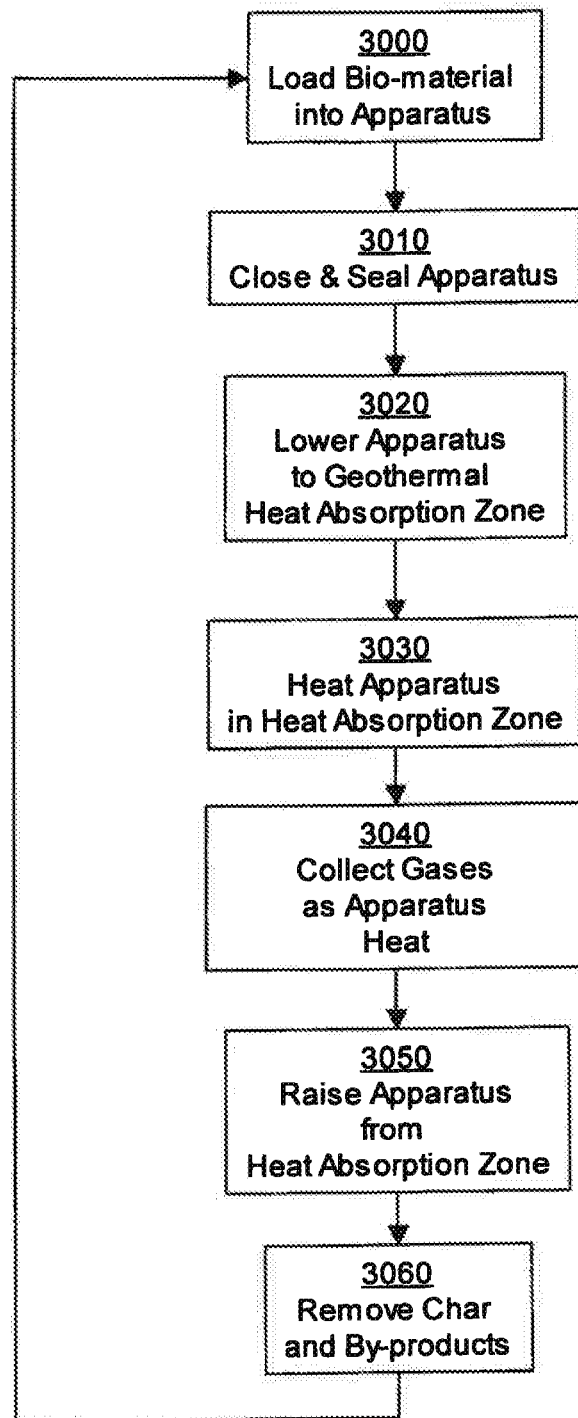 3000
Load Bio-material
into Apparatus
3010
Close & Seal Apparatus
3020
Lower Apparatus
to Geothermal
Heat Absorption Zone
3030
Heat Apparatus
in Heat Absorption Zone
3040
Collect Gases
as Apparatus
Heat
3050
Raise Apparatus
from
Heat Absorption Zone
3060
Remove Char
and By-products